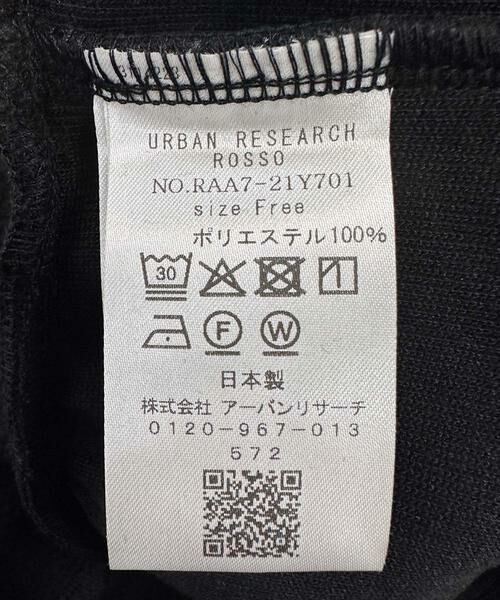 URBAN RESEARCH
ROSSO
NO.RAA7-21Y701
size Free
ポリエステル100%
30
F W
日本製
株式会社 アーバンリサーチ
0120-967-013
572